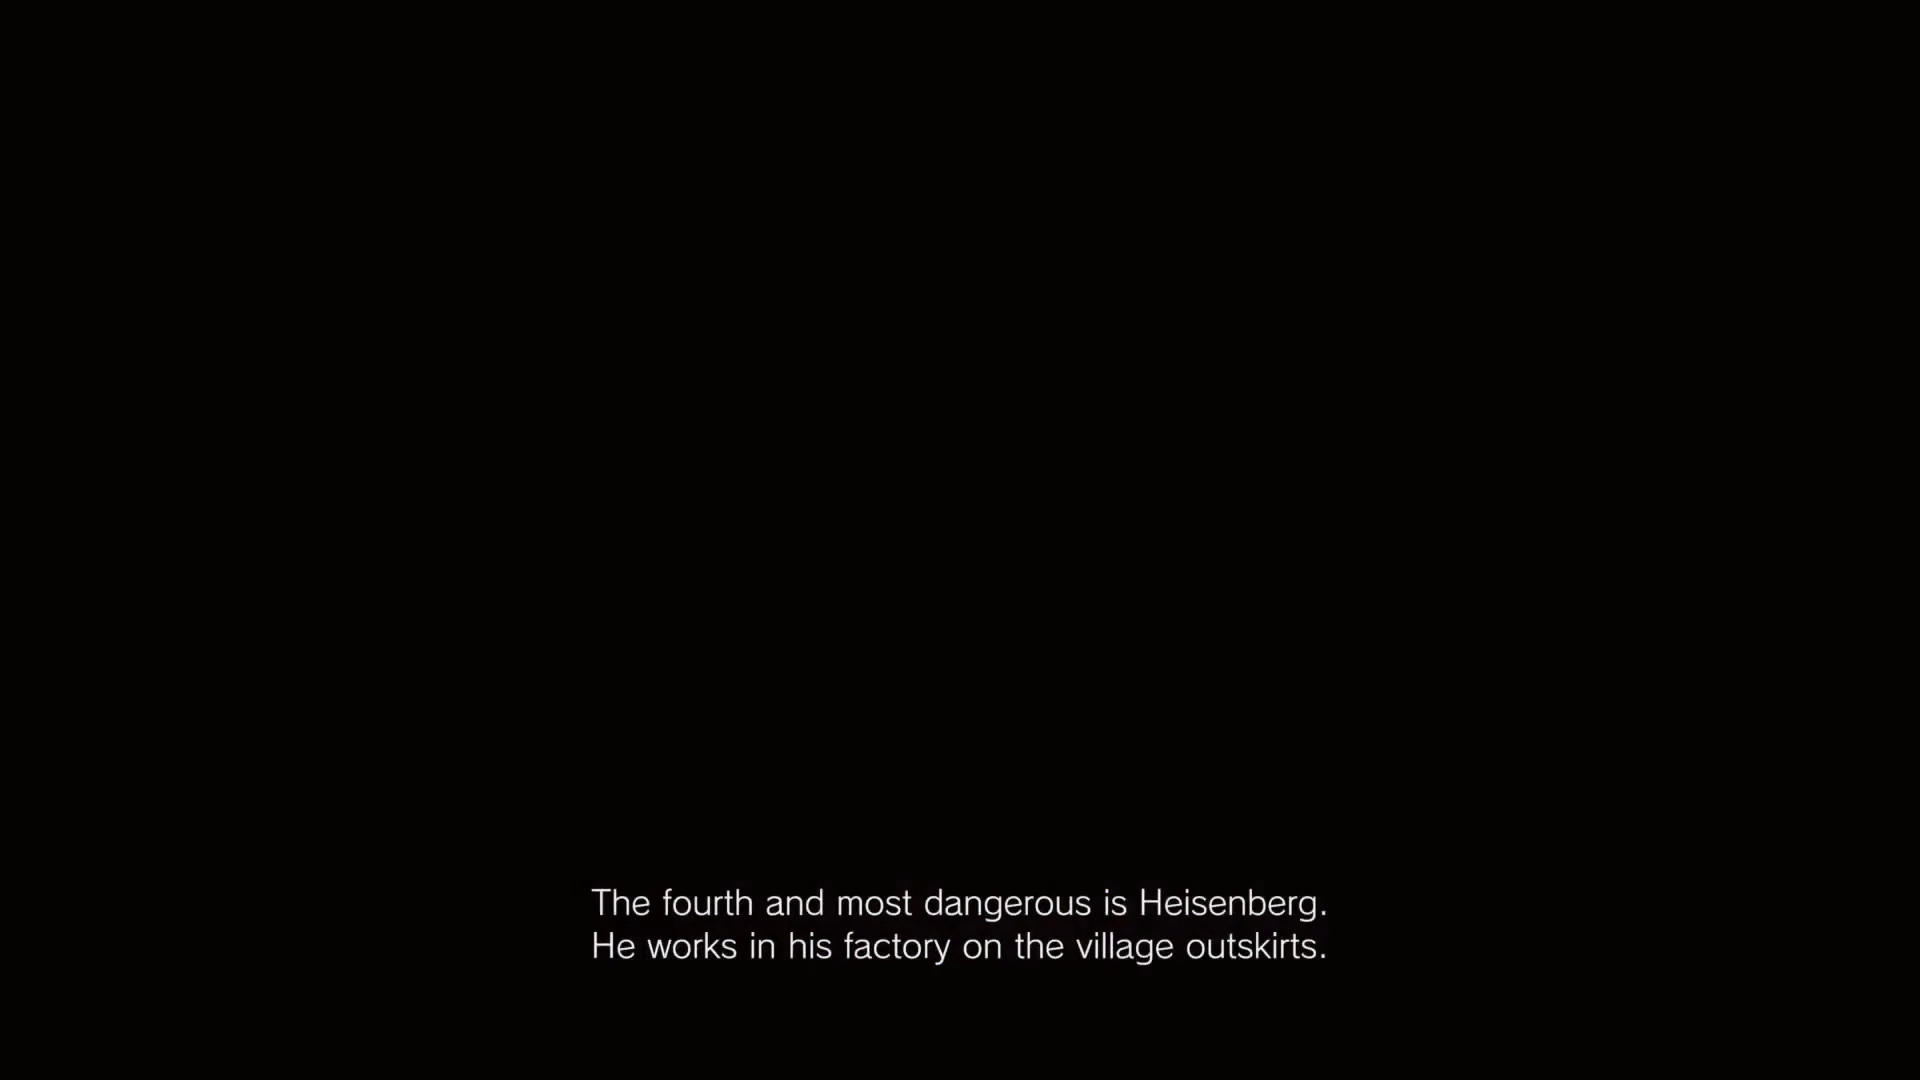 The fourth and most dangerous is Heisenberg.
He works in his factory on the village outskirts.